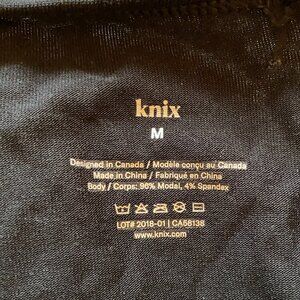 knix
M
Designed in Canada / Modèle conçu au Canada
Made in China / Fabriqué en Chine
Body / Corps: 96% Modal, 4% Spandex
LOT# 2018-01 | CA56138
www.knix.com